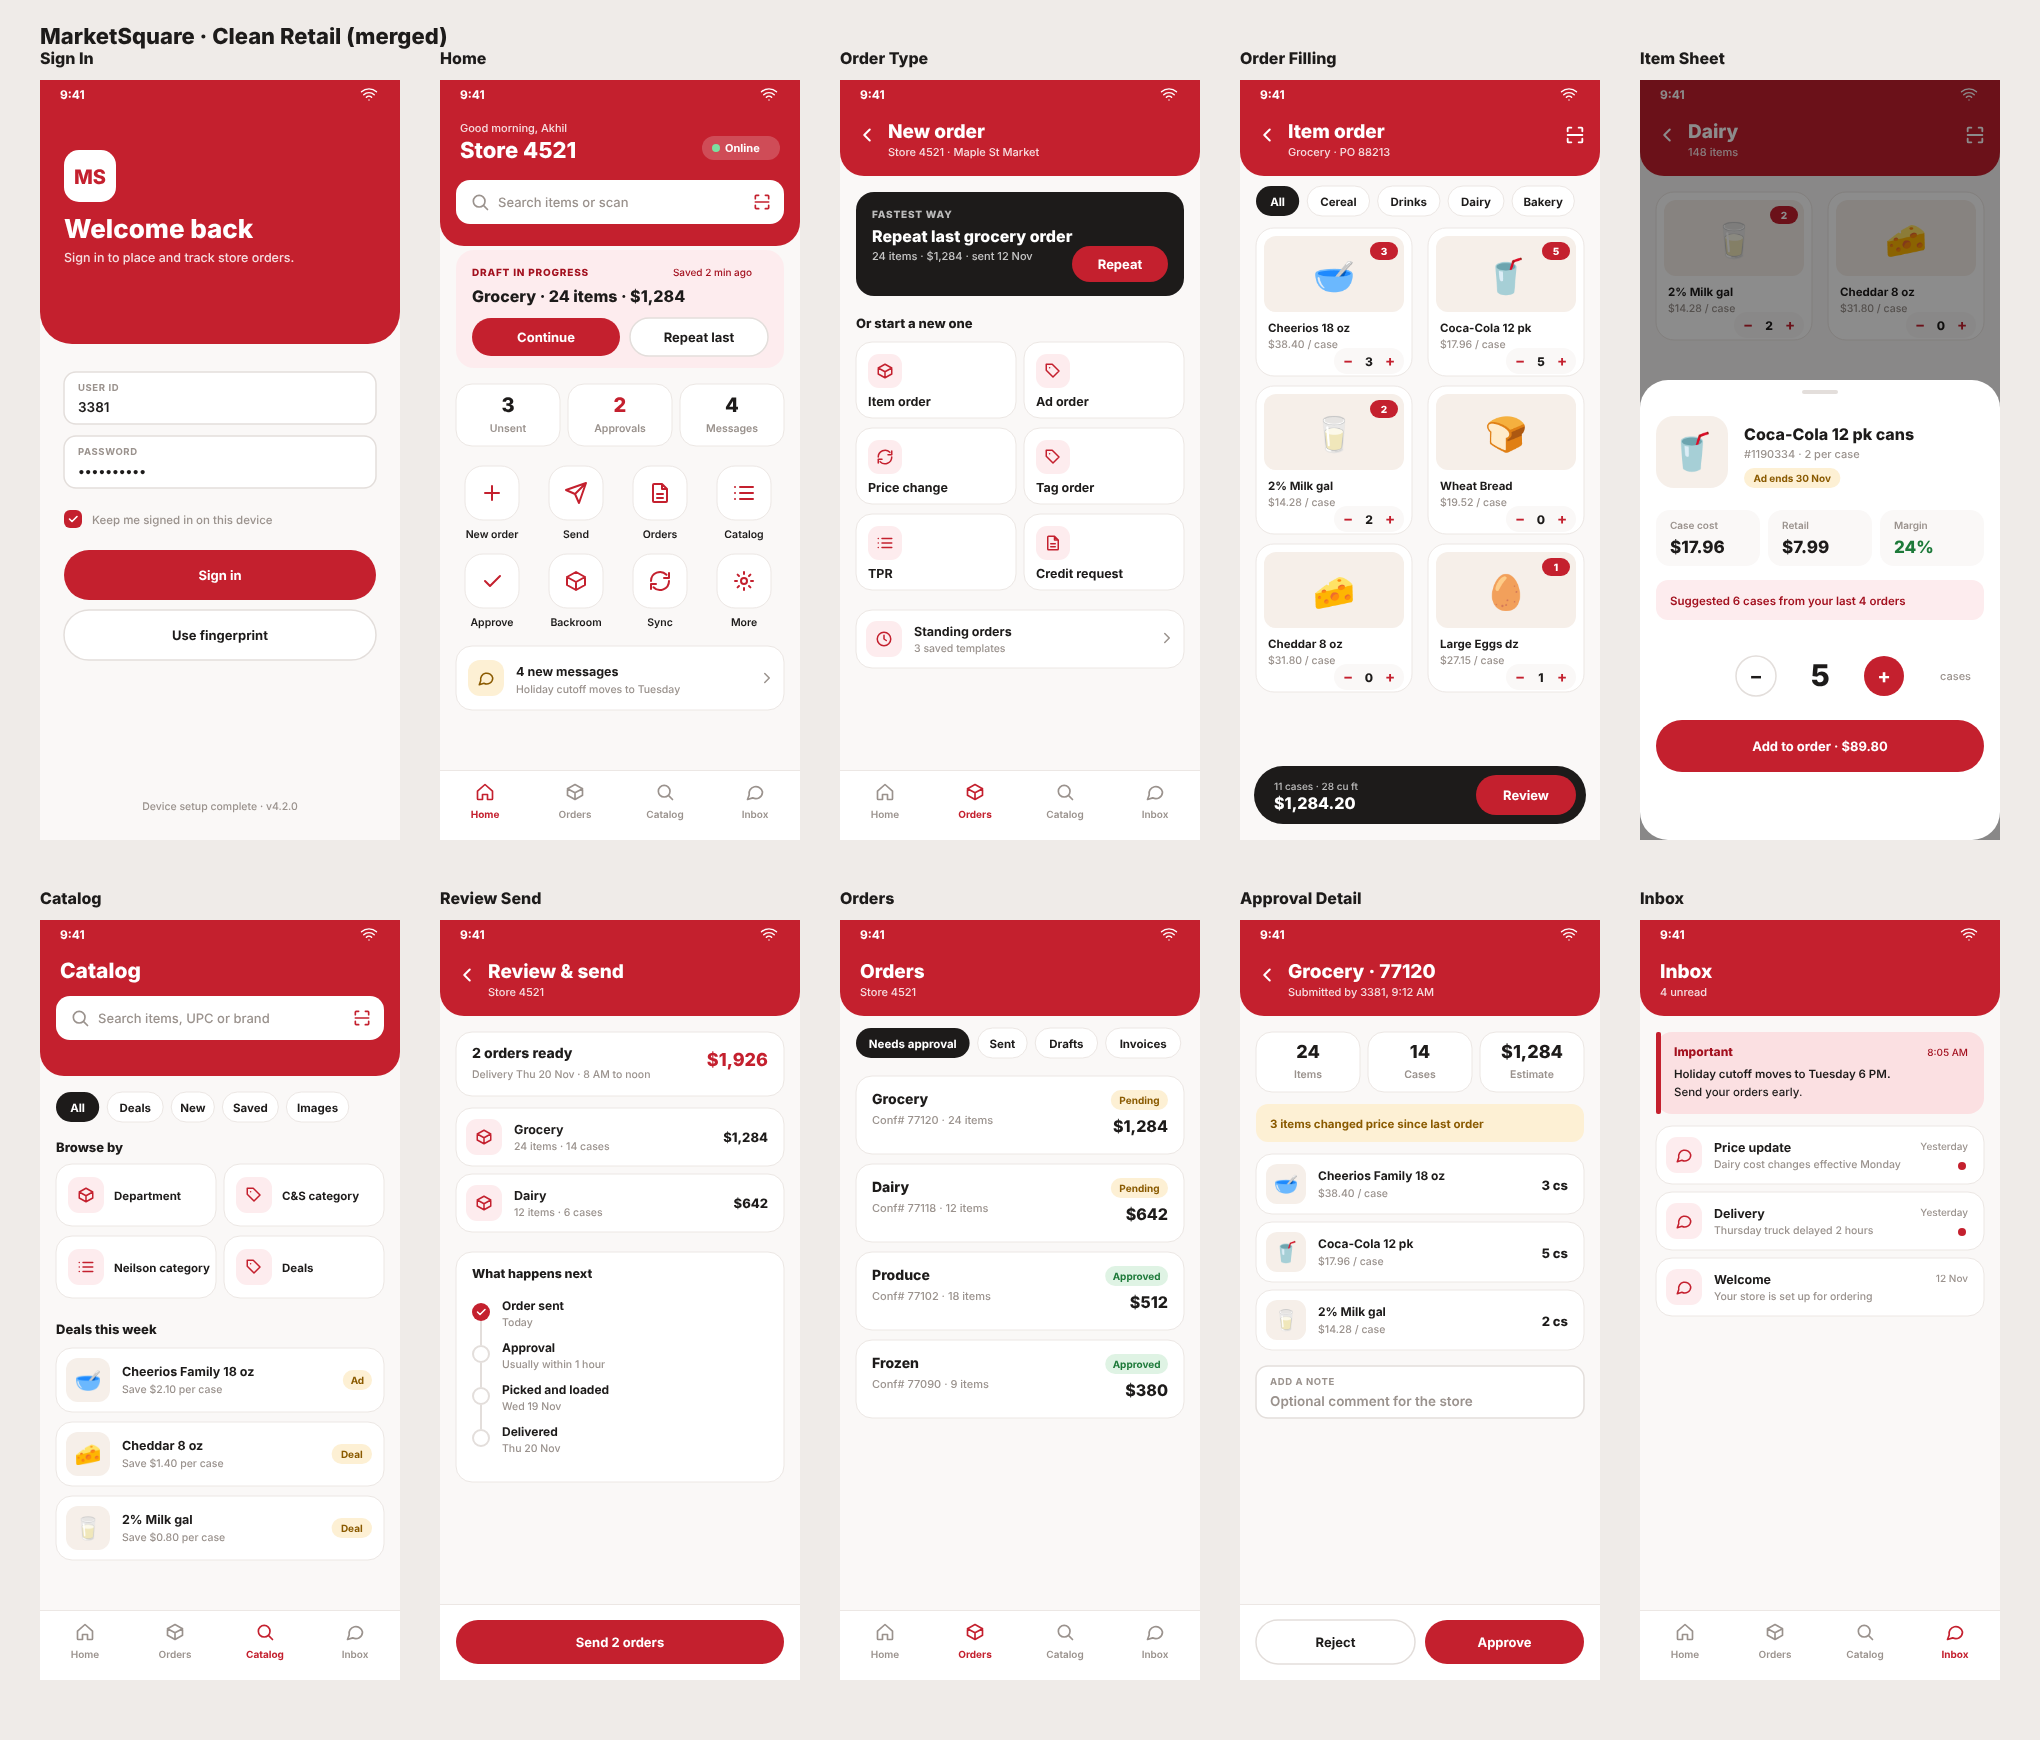 MarketSquare · Clean Retail (merged)
Sign In
9:41
MS
Welcome back
Sign in to place and track store orders.
USER ID
3381
PASSWORD
••••••••••
Keep me signed in on this device
Sign in
Use fingerprint
Device setup complete · v4.2.0
Home
9:41
Good morning, Akhil
Store 4521
Online
Search items or scan
DRAFT IN PROGRESS
Saved 2 min ago
Grocery · 24 items · $1,284
Continue
Repeat last
3
Unsent
2
Approvals
4
Messages
New order
Send
Orders
Catalog
Approve
Backroom
Sync
More
4 new messages
Holiday cutoff moves to Tuesday
Home
Orders
Catalog
Inbox
Order Type
9:41
New order
Store 4521 · Maple St Market
FASTEST WAY
Repeat last grocery order
24 items · $1,284 · sent 12 Nov
Repeat
Or start a new one
Item order
Ad order
Price change
Tag order
TPR
Credit request
Standing orders
3 saved templates
Home
Orders
Catalog
Inbox
Order Filling
9:41
Item order
Grocery · PO 88213
All
Cereal
Drinks
Dairy
Bakery
3
Cheerios 18 oz
$38.40 / case
− 3 +
5
Coca-Cola 12 pk
$17.96 / case
− 5 +
2
2% Milk gal
$14.28 / case
− 2 +
Wheat Bread
$19.52 / case
− 0 +
Cheddar 8 oz
$31.80 / case
− 0 +
1
Large Eggs dz
$27.15 / case
− 1 +
11 cases · 28 cu ft
$1,284.20
Review
Item Sheet
9:41
Dairy
148 items
2
2% Milk gal
$14.28 / case
− 2 +
Cheddar 8 oz
$31.80 / case
− 0 +
Coca-Cola 12 pk cans
#1190334 · 2 per case
Ad ends 30 Nov
Case cost
$17.96
Retail
$7.99
Margin
24%
Suggested 6 cases from your last 4 orders
− 5 +
cases
Add to order · $89.80
Catalog
9:41
Catalog
Search items, UPC or brand
All
Deals
New
Saved
Images
Browse by
Department
C&S category
Neilson category
Deals
Deals this week
Cheerios Family 18 oz
Save $2.10 per case
Ad
Cheddar 8 oz
Save $1.40 per case
Deal
2% Milk gal
Save $0.80 per case
Deal
Home
Orders
Catalog
Inbox
Review Send
9:41
Review & send
Store 4521
2 orders ready
Delivery Thu 20 Nov · 8 AM to noon
$1,926
Grocery
24 items · 14 cases
$1,284
Dairy
12 items · 6 cases
$642
What happens next
Order sent
Today
Approval
Usually within 1 hour
Picked and loaded
Wed 19 Nov
Delivered
Thu 20 Nov
Send 2 orders
Orders
9:41
Orders
Store 4521
Needs approval
Sent
Drafts
Invoices
Grocery
Conf# 77120 · 24 items
Pending
$1,284
Dairy
Conf# 77118 · 12 items
Pending
$642
Produce
Conf# 77102 · 18 items
Approved
$512
Frozen
Conf# 77090 · 9 items
Approved
$380
Home
Orders
Catalog
Inbox
Approval Detail
9:41
Grocery · 77120
Submitted by 3381, 9:12 AM
24
Items
14
Cases
$1,284
Estimate
3 items changed price since last order
Cheerios Family 18 oz
$38.40 / case
3 cs
Coca-Cola 12 pk
$17.96 / case
5 cs
2% Milk gal
$14.28 / case
2 cs
ADD A NOTE
Optional comment for the store
Reject
Approve
Inbox
9:41
Inbox
4 unread
Important
8:05 AM
Holiday cutoff moves to Tuesday 6 PM.
Send your orders early.
Price update
Yesterday
Dairy cost changes effective Monday
Delivery
Yesterday
Thursday truck delayed 2 hours
Welcome
12 Nov
Your store is set up for ordering
Home
Orders
Catalog
Inbox